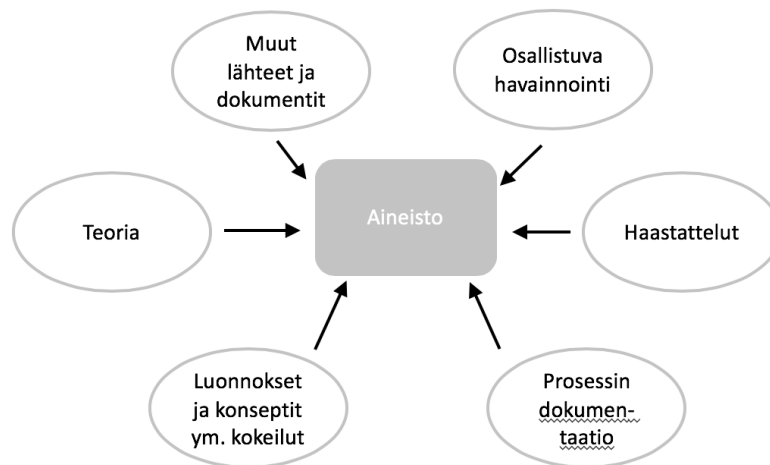 Muut
lähteet ja
dokumentit
Osallistuva
havainnointi
Teoria
Aineisto
Haastattelut
Luonnokset
ja konseptit
ym. kokeilut
Prosessin
dokumen-
taatio